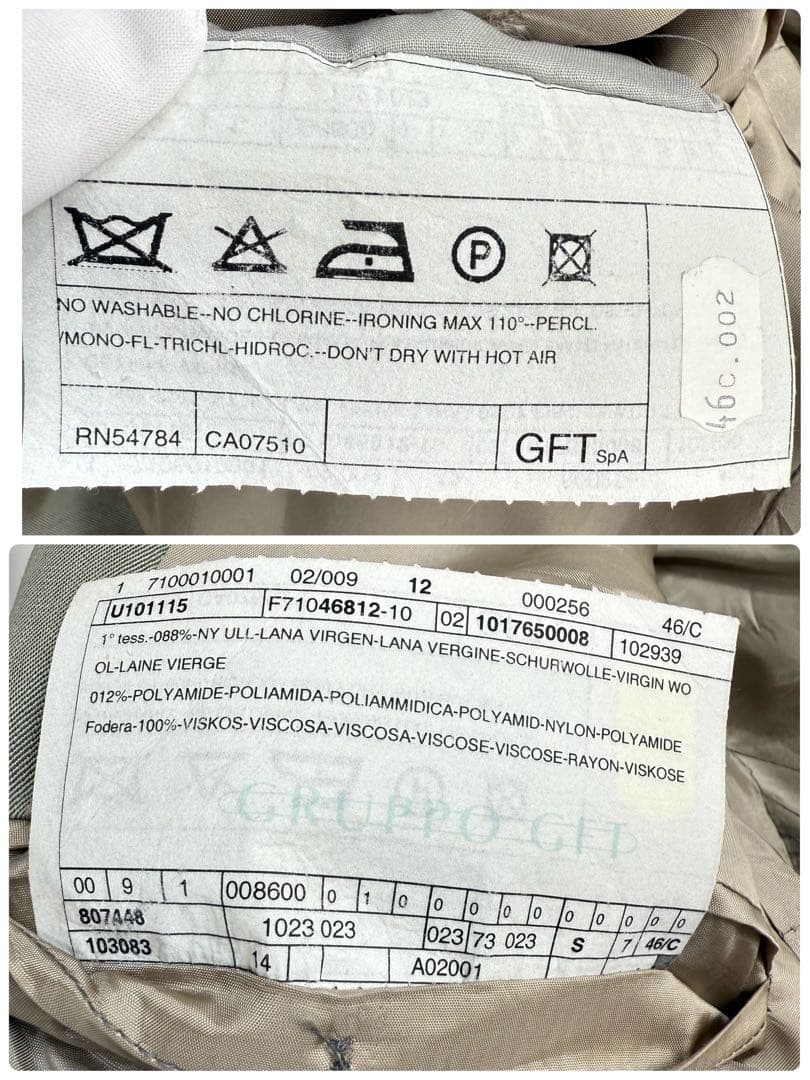 P
NO WASHABLE--NO CHLORINE--IRONING MAX 110°--PERCL.
/MONO-FL-TRICHL-HIDROC.--DON'T DRY WITH HOT AIR
RN54784 CA07510 GFT SpA
46C.002
1 7100010001 02/009 12 000256 46/C
U101115 F71046812-10 02 1017650008 102939
1° tess.-088%-NY ULL-LANA VIRGEN-LANA VERGINE-SCHURWOLLE-VIRGIN WO
OL-LAINE VIERGE
012%-POLYAMIDE-POLIAMIDA-POLIAMMIDICA-POLYAMID-NYLON-POLYAMIDE
Fodera-100%-VISKOS-VISCOSA-VISCOSA-VISCOSE-VISCOSE-RAYON-VISKOSE
GRUPPO GFT
00 9 1 008600 0 1 0 0 0 0 0 0 0 0 0 0
807448 1023 023 023 73 023 S 7 46/C
103083 14 A02001